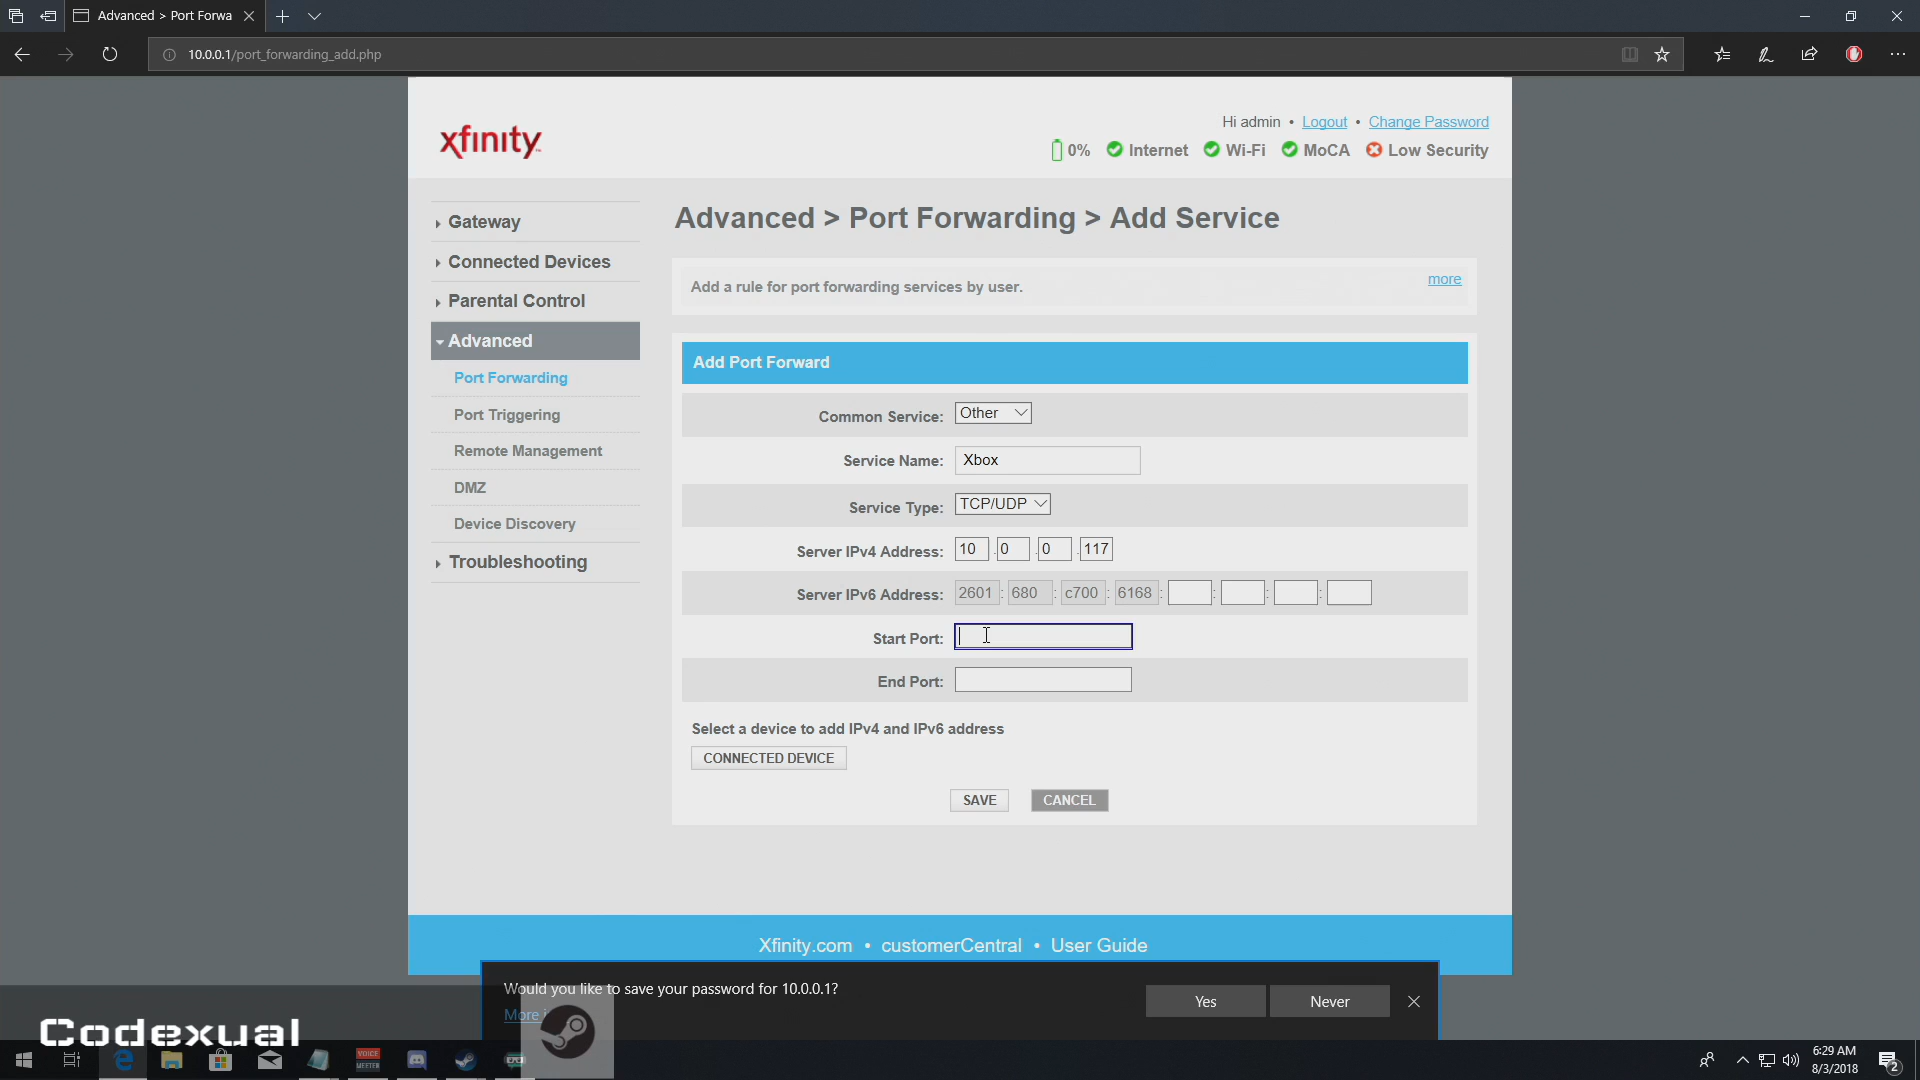 Advanced > Port Forwa
10.0.0.1/port_forwarding_add.php
xfinity
Hi admin • Logout • Change Password
0% Internet Wi-Fi MoCA Low Security
Gateway
Connected Devices
Parental Control
Advanced
Port Forwarding
Port Triggering
Remote Management
DMZ
Device Discovery
Troubleshooting
Advanced > Port Forwarding > Add Service
Add a rule for port forwarding services by user.
more
Add Port Forward
Common Service: Other
Service Name: Xbox
Service Type: TCP/UDP
Server IPv4 Address: 10 . 0 . 0 . 117
Server IPv6 Address: 2601 : 680 : c700 : 6168 : : : :
Start Port:
End Port:
Select a device to add IPv4 and IPv6 address
CONNECTED DEVICE
SAVE CANCEL
Xfinity.com • customerCentral • User Guide
Would you like to save your password for 10.0.0.1?
More
Yes Never
Codexual
VOICE
MEETER
6:29 AM
8/3/2018
2